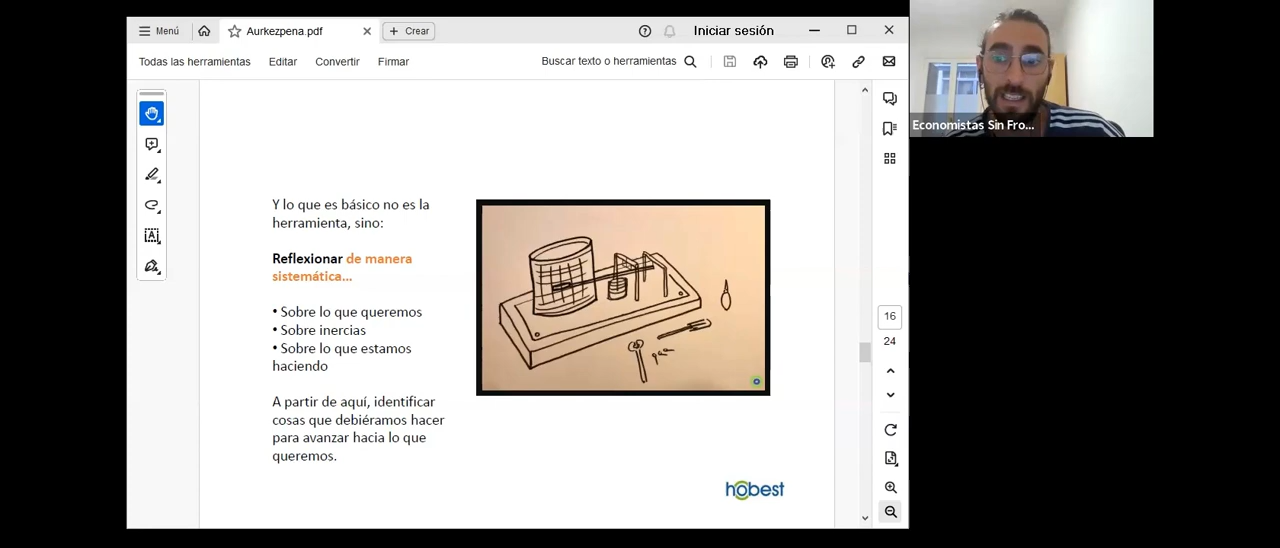 Menú
Aurkezpena.pdf
Crear
Iniciar sesión
Todas las herramientas
Editar
Convertir
Firmar
Buscar texto o herramientas
Economistas Sin Fro...
Y lo que es básico no es la
herramienta, sino:
Reflexionar de manera
sistemática...
• Sobre lo que queremos
• Sobre inercias
• Sobre lo que estamos
haciendo
A partir de aquí, identificar
cosas que debiéramos hacer
para avanzar hacia lo que
queremos.
hobest
16
24